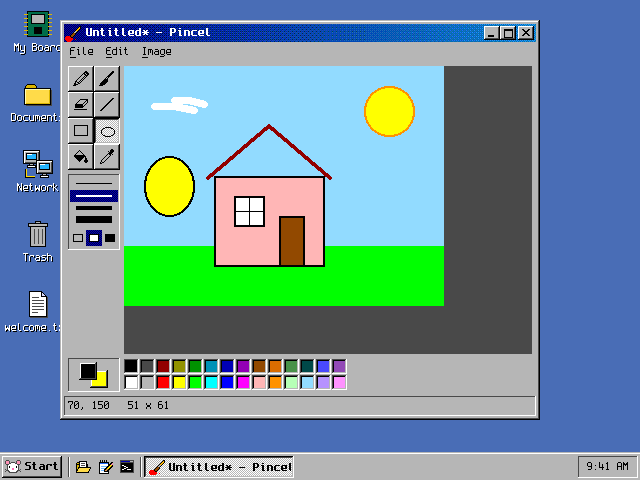 My Board
Documents
Network
Trash
welcome.t
Untitled* - Pincel
File Edit Image
70, 150 51 x 61
Start
Untitled* - Pincel
9:41 AM